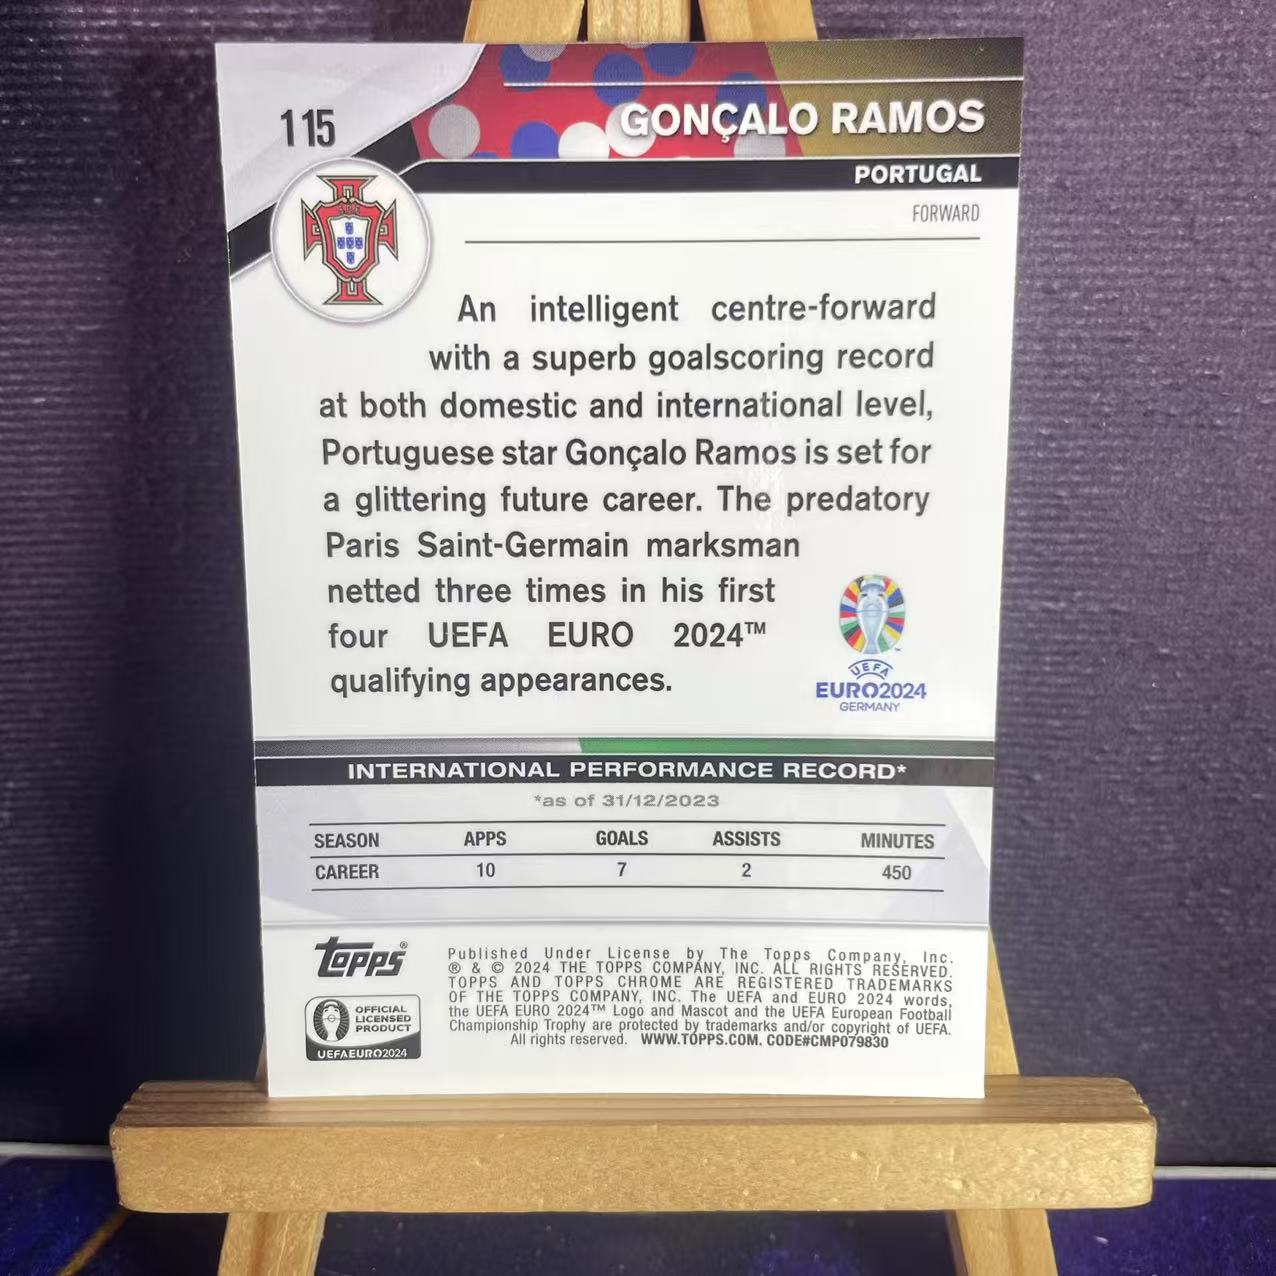 115
GONÇALO RAMOS
PORTUGAL
FORWARD
An intelligent centre-forward
with a superb goalscoring record
at both domestic and international level,
Portuguese star Gonçalo Ramos is set for
a glittering future career. The predatory
Paris Saint-Germain marksman
netted three times in his first
four UEFA EURO 2024™
qualifying appearances.
UEFA
EURO2024
GERMANY
INTERNATIONAL PERFORMANCE RECORD*
*as of 31/12/2023
SEASON APPS GOALS ASSISTS MINUTES
CAREER 10 7 2 450
topps®
OFFICIAL
LICENSED
PRODUCT
UEFAEURO2024
Published Under License by The Topps Company, Inc.
® & © 2024 THE TOPPS COMPANY, INC. ALL RIGHTS RESERVED.
TOPPS AND TOPPS CHROME ARE REGISTERED TRADEMARKS
OF THE TOPPS COMPANY, INC. The UEFA and EURO 2024 words,
the UEFA EURO 2024™ Logo and Mascot and the UEFA European Football
Championship Trophy are protected by trademarks and/or copyright of UEFA.
All rights reserved. WWW.TOPPS.COM. CODE#CMP079830